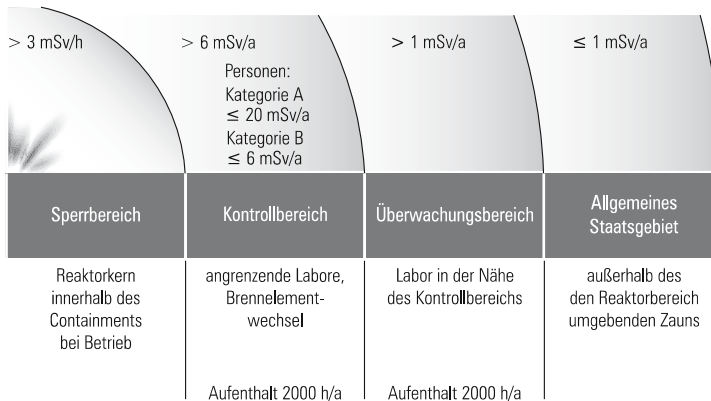 > 3 mSv/h
> 6 mSv/a
Personen:
Kategorie A
≤ 20 mSv/a
Kategorie B
≤ 6 mSv/a
> 1 mSv/a
≤ 1 mSv/a
Sperrbereich
Kontrollbereich
Überwachungsbereich
Allgemeines
Staatsgebiet
Reaktorkern
innerhalb des
Containments
bei Betrieb
angrenzende Labore,
Brennelement-
wechsel
Aufenthalt 2000 h/a
Labor in der Nähe
des Kontrollbereichs
Aufenthalt 2000 h/a
außerhalb des
den Reaktorbereich
umgebenden Zauns